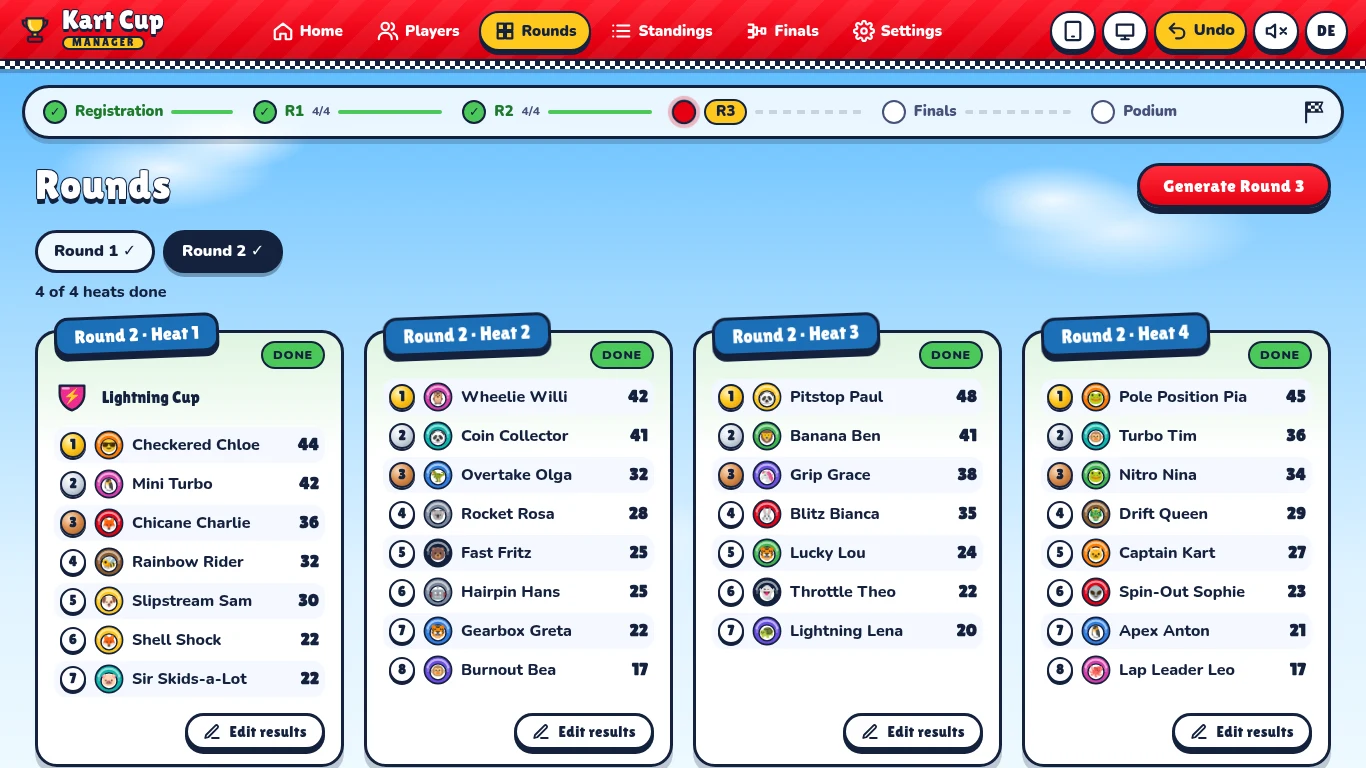 Kart Cup
MANAGER
Home
Players
Rounds
Standings
Finals
Settings
Undo
DE
Registration
R1 4/4
R2 4/4
R3
Finals
Podium
Rounds
Generate Round 3
Round 1 ✓
Round 2 ✓
4 of 4 heats done
Round 2 · Heat 1
DONE
Lightning Cup
1 Checkered Chloe 44
2 Mini Turbo 42
3 Chicane Charlie 36
4 Rainbow Rider 32
5 Slipstream Sam 30
6 Shell Shock 22
7 Sir Skids-a-Lot 22
Edit results
Round 2 · Heat 2
DONE
1 Wheelie Willi 42
2 Coin Collector 41
3 Overtake Olga 32
4 Rocket Rosa 28
5 Fast Fritz 25
6 Hairpin Hans 25
7 Gearbox Greta 22
8 Burnout Bea 17
Edit results
Round 2 · Heat 3
DONE
1 Pitstop Paul 48
2 Banana Ben 41
3 Grip Grace 38
4 Blitz Bianca 35
5 Lucky Lou 24
6 Throttle Theo 22
7 Lightning Lena 20
Edit results
Round 2 · Heat 4
DONE
1 Pole Position Pia 45
2 Turbo Tim 36
3 Nitro Nina 34
4 Drift Queen 29
5 Captain Kart 27
6 Spin-Out Sophie 23
7 Apex Anton 21
8 Lap Leader Leo 17
Edit results